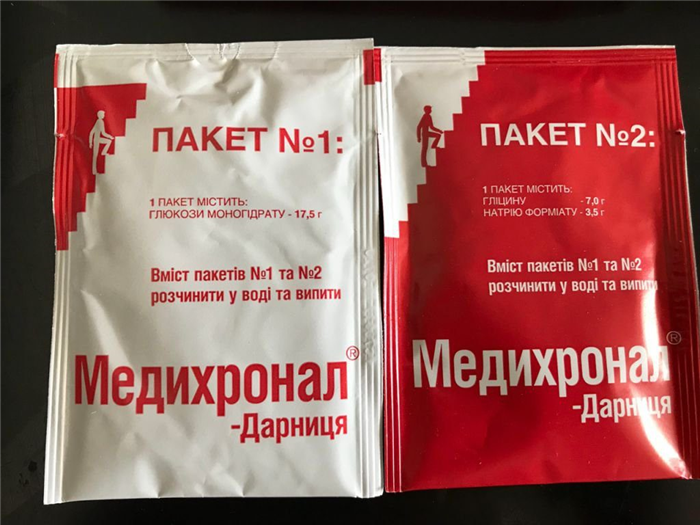 ПАКЕТ №1:
1 ПАКЕТ МІСТИТЬ:
ГЛЮКОЗИ МОНОГІДРАТУ - 17,5 г
Вміст пакетів №1 та №2
розчинити у воді та випити
Медихронал®
-Дарниця
ПАКЕТ №2:
1 ПАКЕТ МІСТИТЬ:
ГЛІЦИНУ - 7,0 г
НАТРІЮ ФОРМІАТУ - 3,5 г
Вміст пакетів №1 та №2
розчинити у воді та випити
Медихронал®
-Дарниця